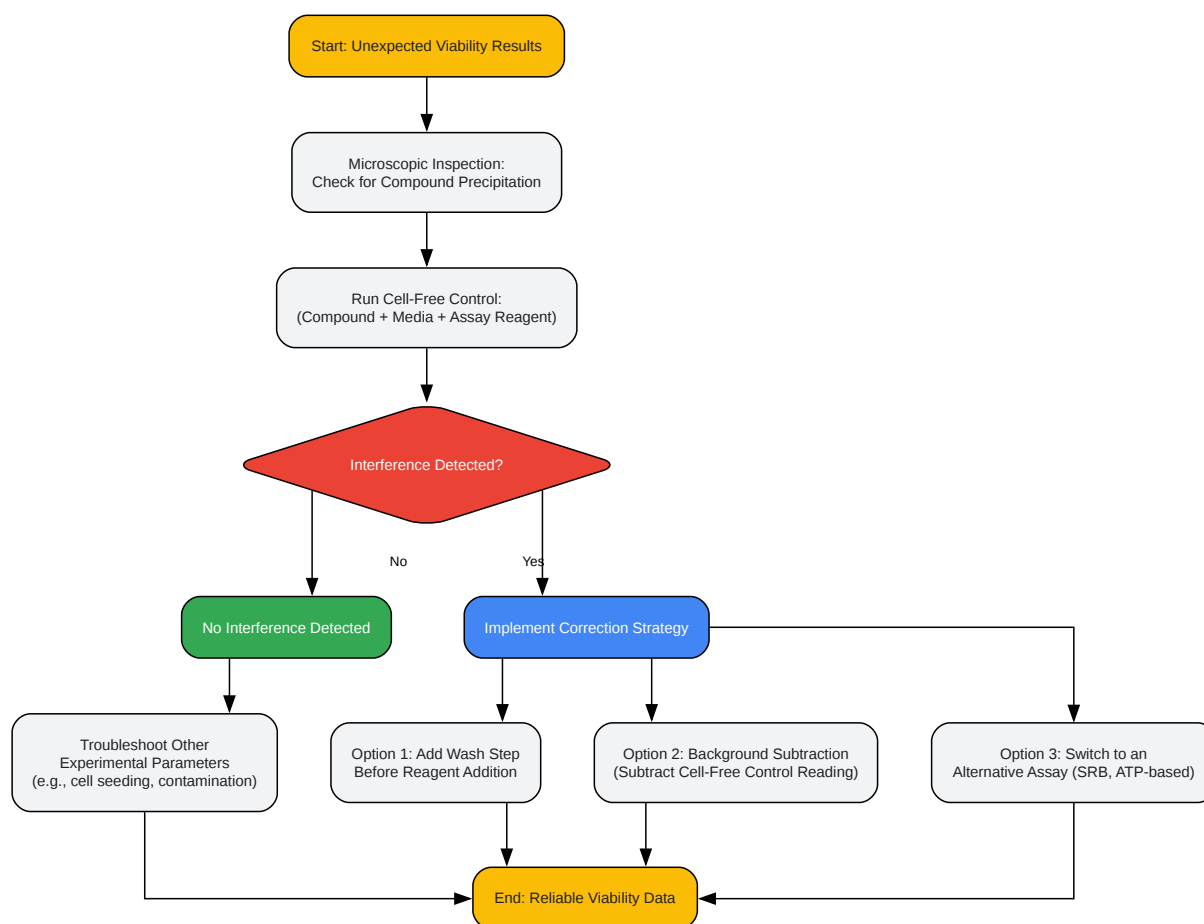 Start: Unexpected Viability Results
Microscopic Inspection:
Check for Compound Precipitation
Run Cell-Free Control:
(Compound + Media + Assay Reagent)
Interference Detected?
No
Yes
No Interference Detected
Implement Correction Strategy
Troubleshoot Other
Experimental Parameters
(e.g., cell seeding, contamination)
Option 1: Add Wash Step
Before Reagent Addition
Option 2: Background Subtraction
(Subtract Cell-Free Control Reading)
Option 3: Switch to an
Alternative Assay (SRB, ATP-based)
End: Reliable Viability Data